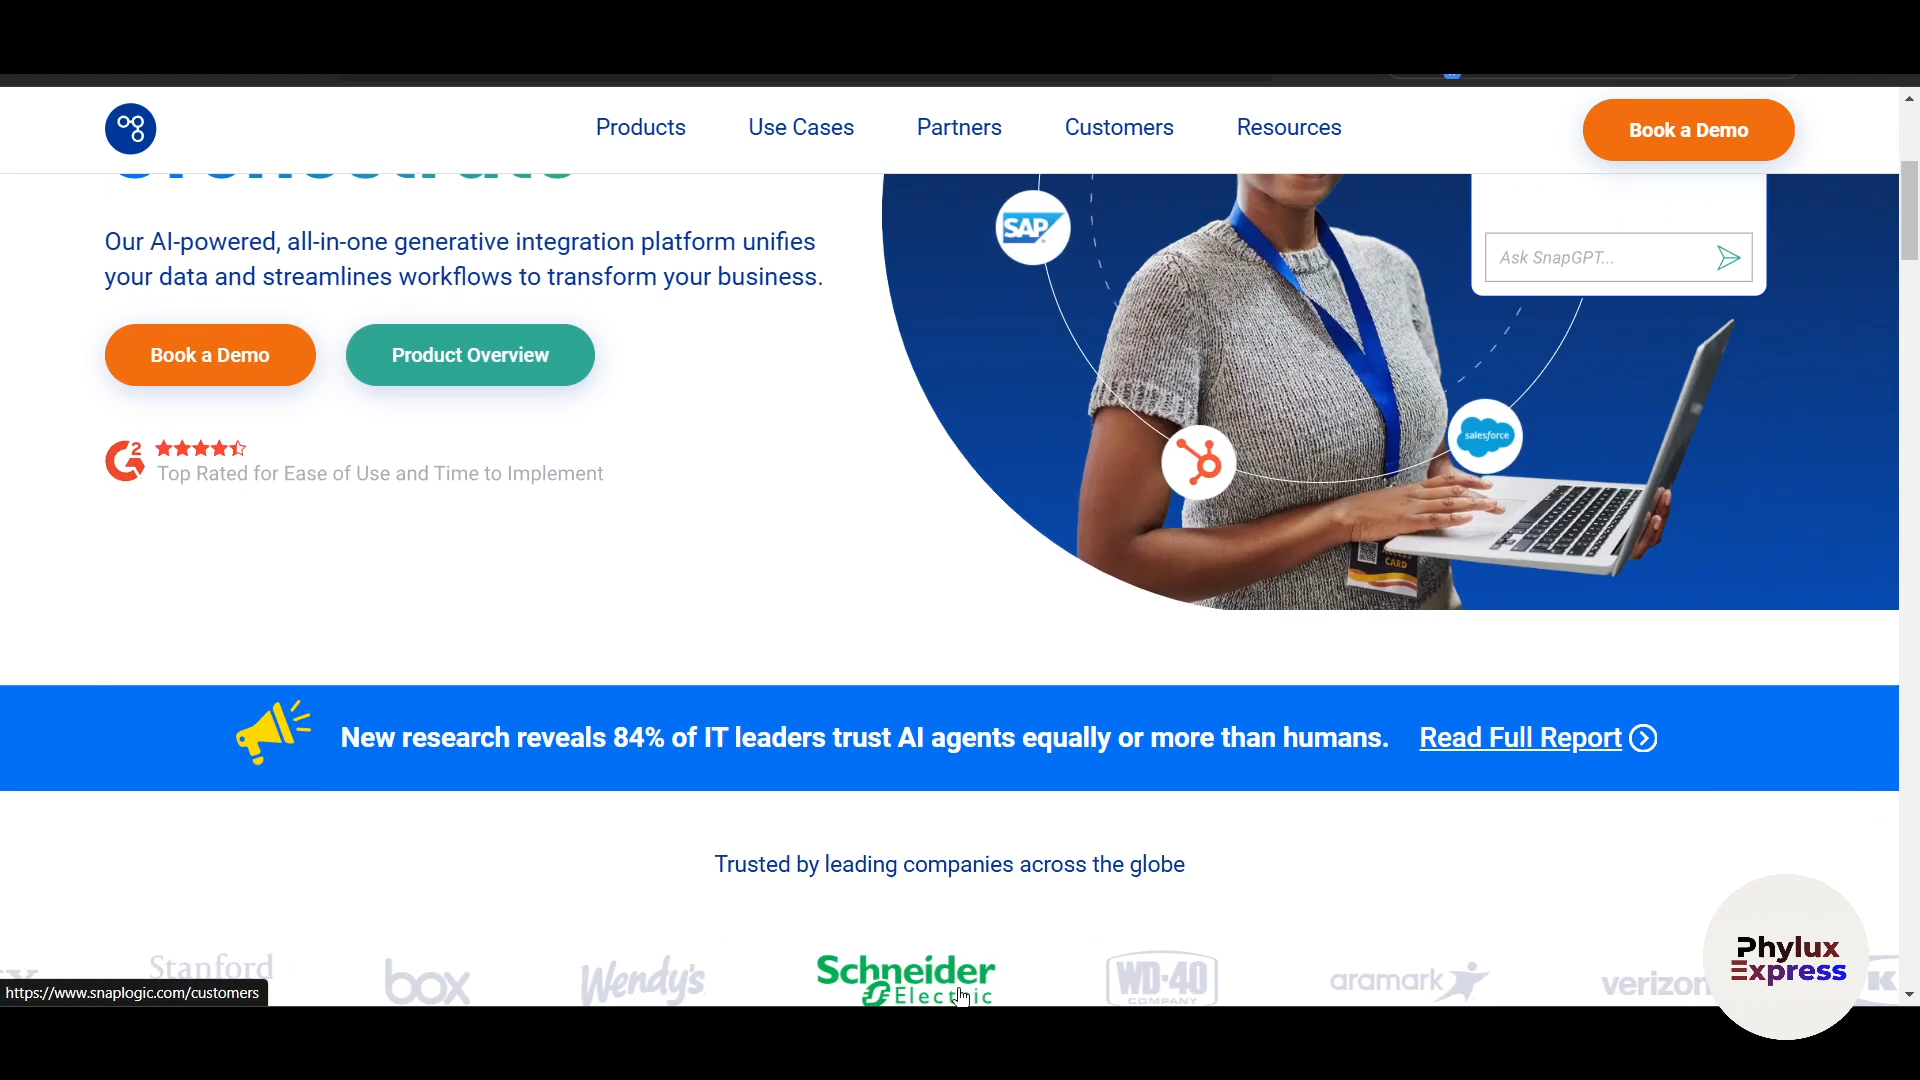 Products
Use Cases
Partners
Customers
Resources
Book a Demo
Our AI-powered, all-in-one generative integration platform unifies
your data and streamlines workflows to transform your business.
Book a Demo
Product Overview
G2
Top Rated for Ease of Use and Time to Implement
SAP
Ask SnapGPT...
salesforce
CARD
New research reveals 84% of IT leaders trust AI agents equally or more than humans.
Read Full Report
Trusted by leading companies across the globe
Stanford
box
Wendy's
Schneider
Electric
WD-40
COMPANY
aramark
verizon
K
Phylux
Express
https://www.snaplogic.com/customers